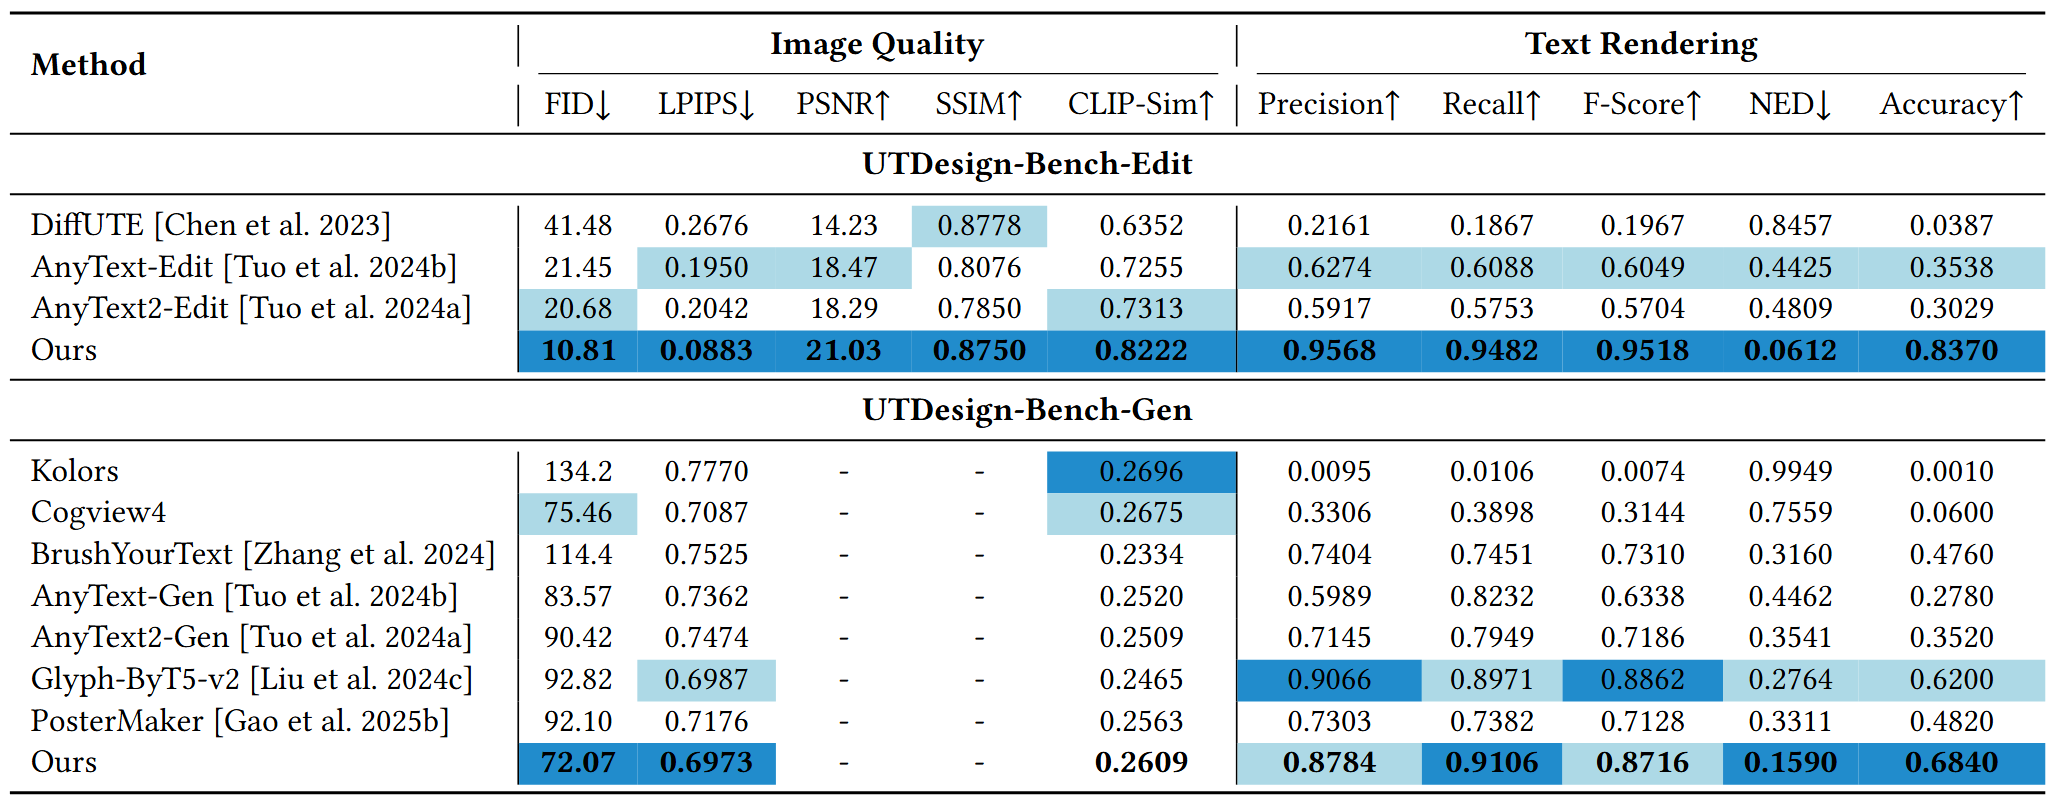 Method Image Quality Text Rendering
FID↓ LPIPS↓ PSNR↑ SSIM↑ CLIP-Sim↑ Precision↑ Recall↑ F-Score↑ NED↓ Accuracy↑
UTDesign-Bench-Edit
DiffUTE [Chen et al. 2023] 41.48 0.2676 14.23 0.8778 0.6352 0.2161 0.1867 0.1967 0.8457 0.0387
AnyText-Edit [Tuo et al. 2024b] 21.45 0.1950 18.47 0.8076 0.7255 0.6274 0.6088 0.6049 0.4425 0.3538
AnyText2-Edit [Tuo et al. 2024a] 20.68 0.2042 18.29 0.7850 0.7313 0.5917 0.5753 0.5704 0.4809 0.3029
Ours 10.81 0.0883 21.03 0.8750 0.8222 0.9568 0.9482 0.9518 0.0612 0.8370
UTDesign-Bench-Gen
Kolors 134.2 0.7770 - - 0.2696 0.0095 0.0106 0.0074 0.9949 0.0010
Cogview4 75.46 0.7087 - - 0.2675 0.3306 0.3898 0.3144 0.7559 0.0600
BrushYourText [Zhang et al. 2024] 114.4 0.7525 - - 0.2334 0.7404 0.7451 0.7310 0.3160 0.4760
AnyText-Gen [Tuo et al. 2024b] 83.57 0.7362 - - 0.2520 0.5989 0.8232 0.6338 0.4462 0.2780
AnyText2-Gen [Tuo et al. 2024a] 90.42 0.7474 - - 0.2509 0.7145 0.7949 0.7186 0.3541 0.3520
Glyph-ByT5-v2 [Liu et al. 2024c] 92.82 0.6987 - - 0.2465 0.9066 0.8971 0.8862 0.2764 0.6200
PosterMaker [Gao et al. 2025b] 92.10 0.7176 - - 0.2563 0.7303 0.7382 0.7128 0.3311 0.4820
Ours 72.07 0.6973 - - 0.2609 0.8784 0.9106 0.8716 0.1590 0.6840